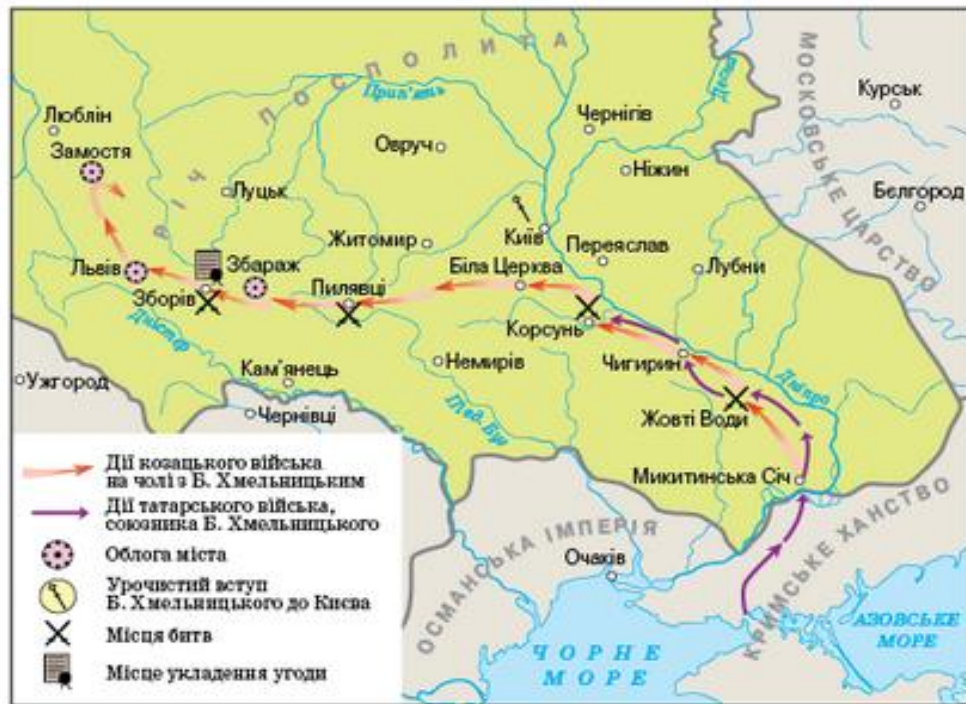 РІЧ ПОСПОЛИТА
МОСКОВСЬКЕ ЦАРСТВО
Люблін
Замостя
Прип'ять
Десна
Курськ
Чернігів
Овруч
Ніжин
Луцьк
Бєлгород
Київ
Житомир
Переяслав
Львів
Збараж
Біла Церква
Лубни
Зборів
Пилявці
Корсунь
Дністер
Немирів
Чигирин
Кам'янець
Ужгород
Дніпро
Чернівці
Півд. Буг
Жовті Води
Микитинська Січ
Дії козацького війська
на чолі з Б. Хмельницьким
Дії татарського війська,
союзника Б. Хмельницького
Облога міста
Урочистий вступ
Б. Хмельницького до Києва
Місця битв
Місце укладення угоди
ОСМАНСЬКА ІМПЕРІЯ
Очаків
КРИМСЬКЕ ХАНСТВО
ЧОРНЕ
МОРЕ
АЗОВСЬКЕ
МОРЕ